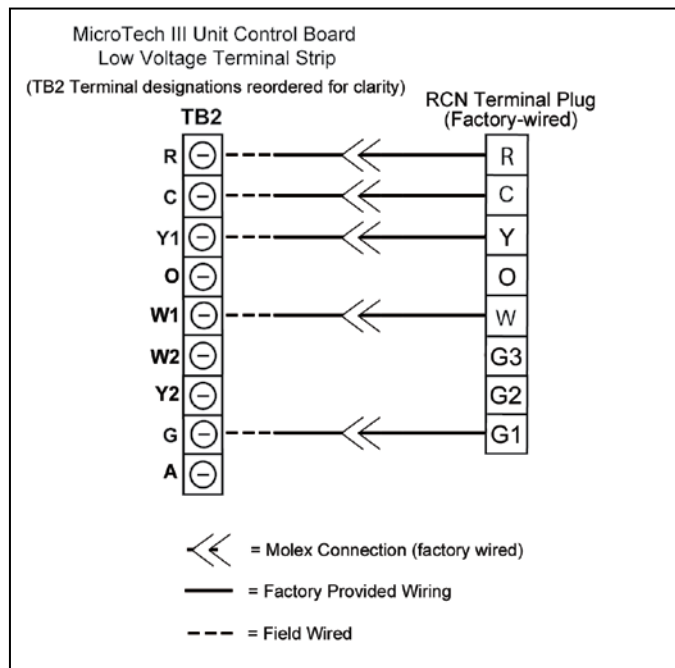 MicroTech III Unit Control Board
Low Voltage Terminal Strip
(TB2 Terminal designations reordered for clarity)
TB2
RCN Terminal Plug
(Factory-wired)
R
R
C
C
Y1
Y
O
O
W1
W
W2
G3
Y2
G2
G
G1
A
= Molex Connection (factory wired)
= Factory Provided Wiring
= Field Wired